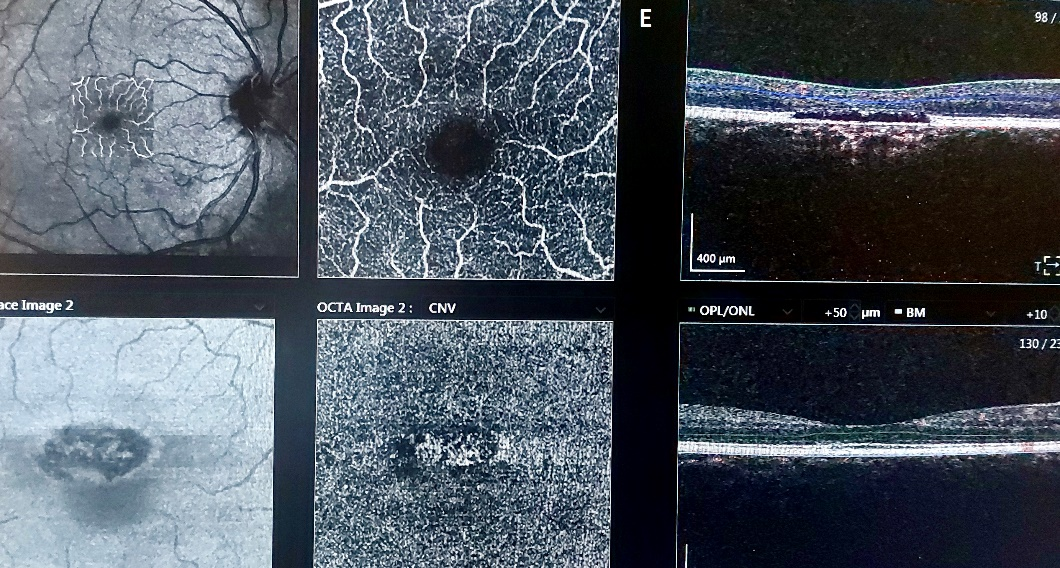 E
98 /
400 µm
T
ace Image 2
OCTA Image 2 : CNV
OPL/ONL
+50 µm
BM
+10
130 / 23